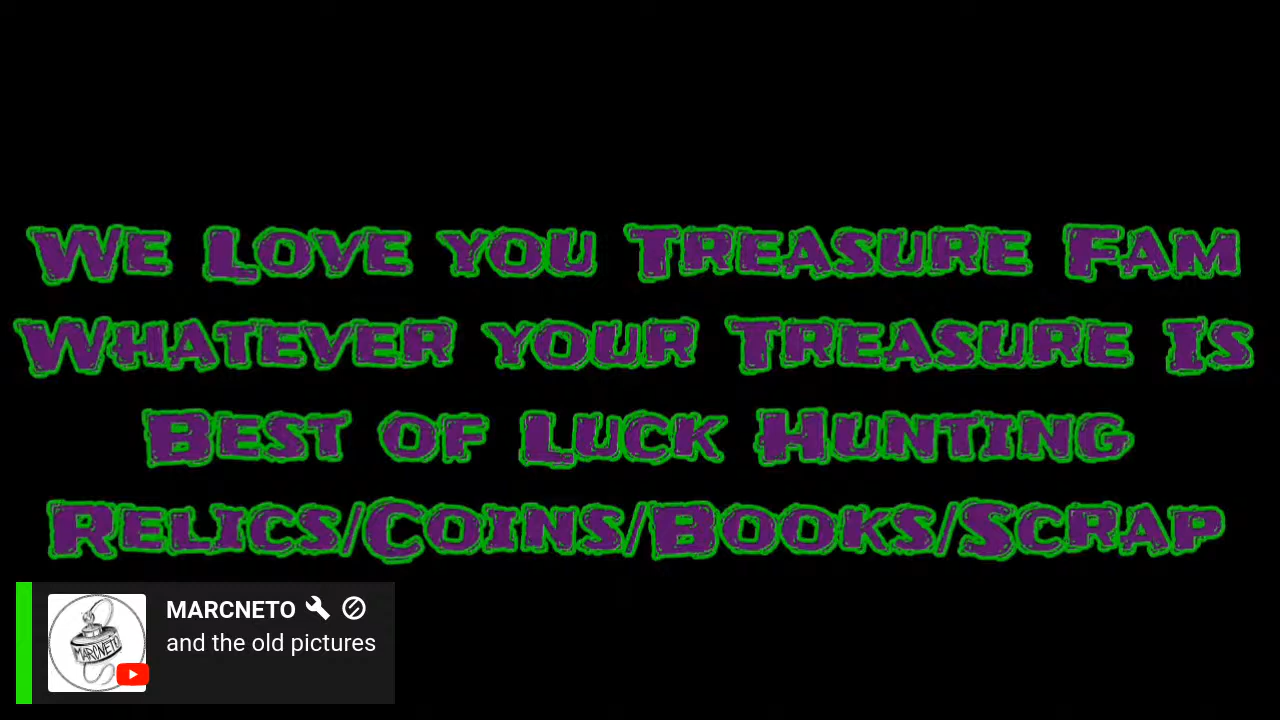 We Love you Treasure Fam
Whatever your Treasure Is
Best of Luck Hunting
Relics/Coins/Books/Scrap
MARCNETO
and the old pictures
MARCNETO